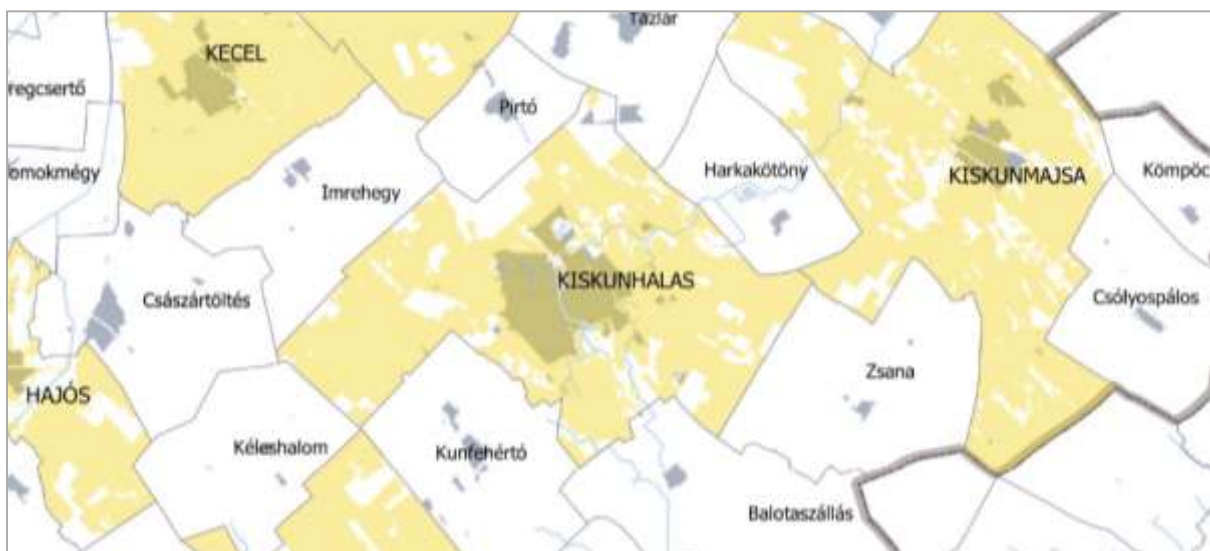 Tázlár
KECEL
regcsertő
Pirtó
omokmégy
Imrehegy
Harkakötöny
KISKUNMAJSA
Kömpöc
KISKUNHALAS
Császártöltés
Csólyospálos
Zsana
HAJÓS
Kéleshalom
Kunfehértó
Balotaszállás